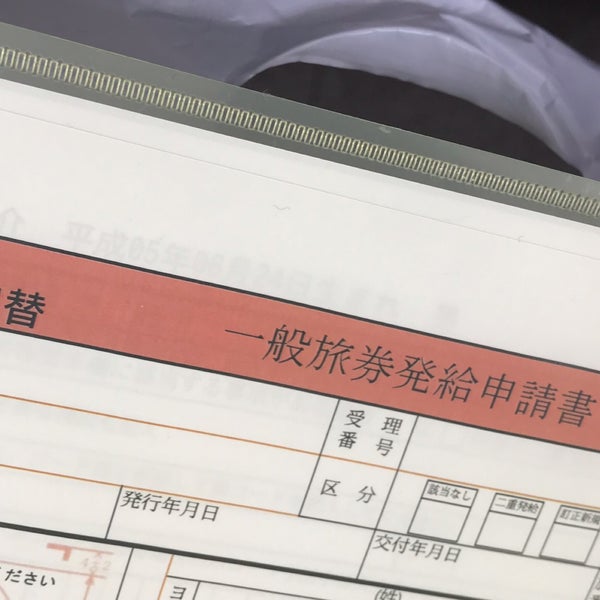 替
一般旅券発給申請書
受理
番号
区分
該当なし
二重発給
発行年月日
交付年月日
ください
ヨ
(姓)